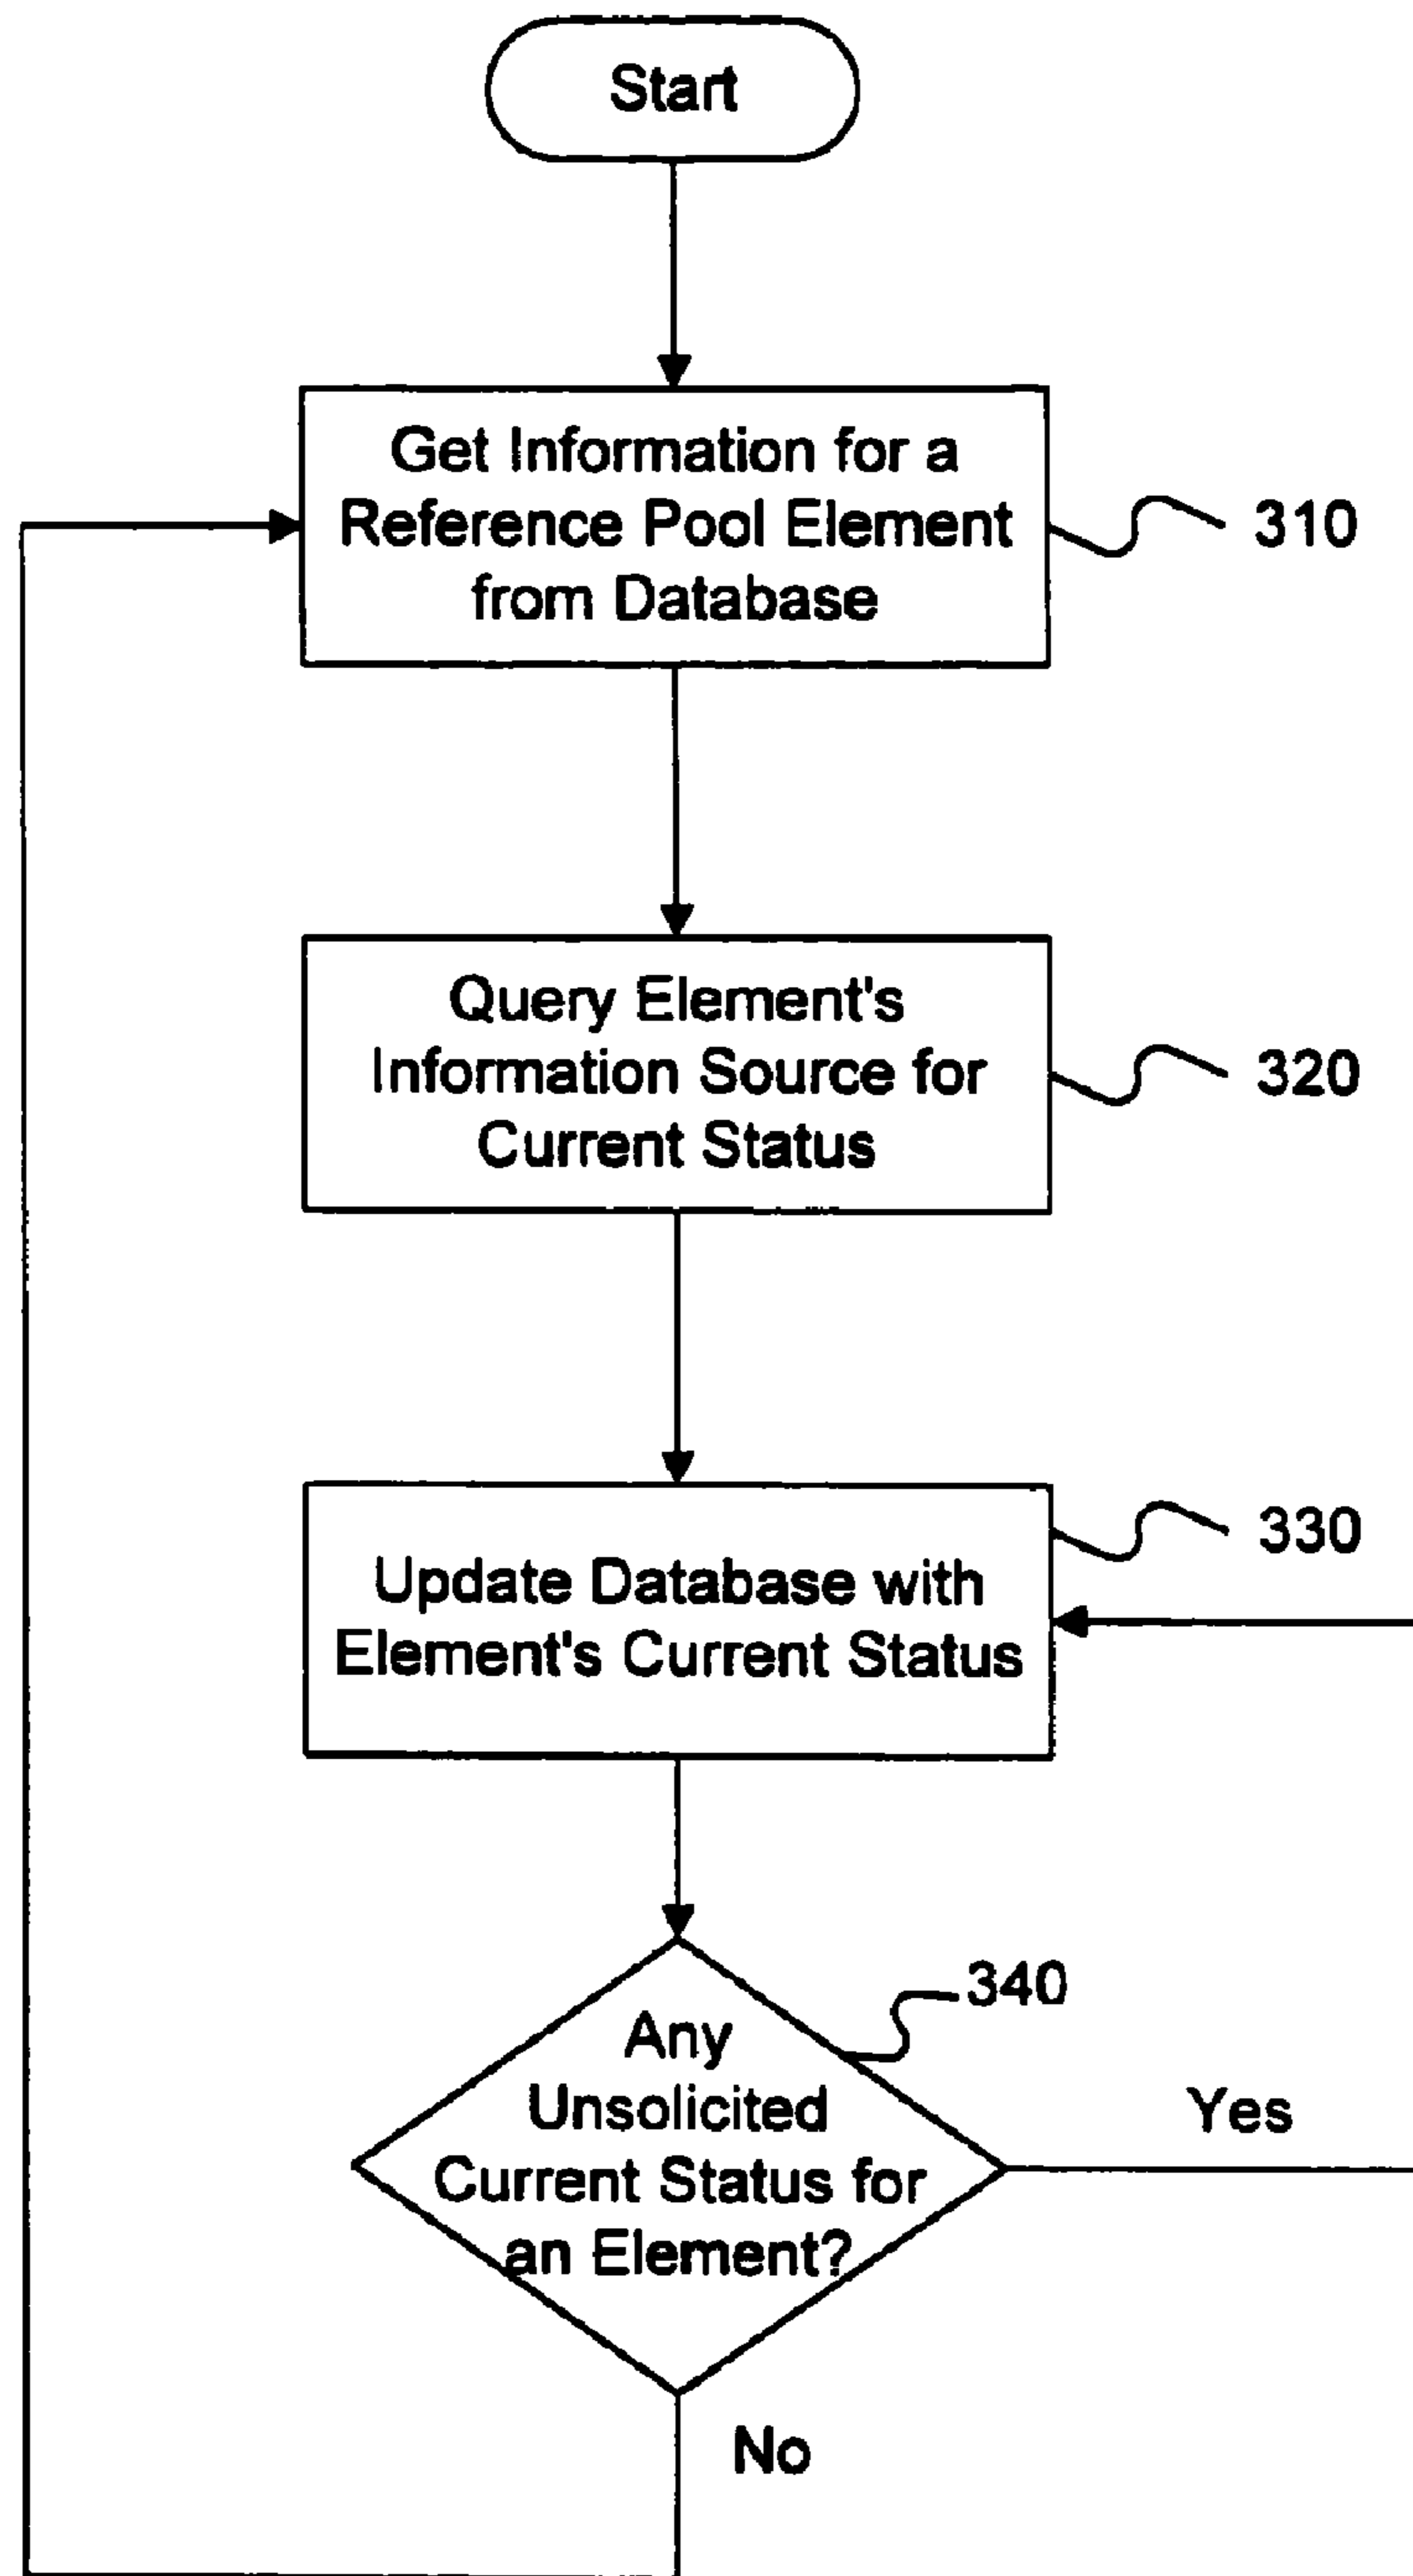 Start
Get Information for a
Reference Pool Element
from Database
310
Query Element's
Information Source for
Current Status
320
330
Update Database with
Element's Current Status
340
Any
Unsolicited
Current Status for
an Element?
Yes
No